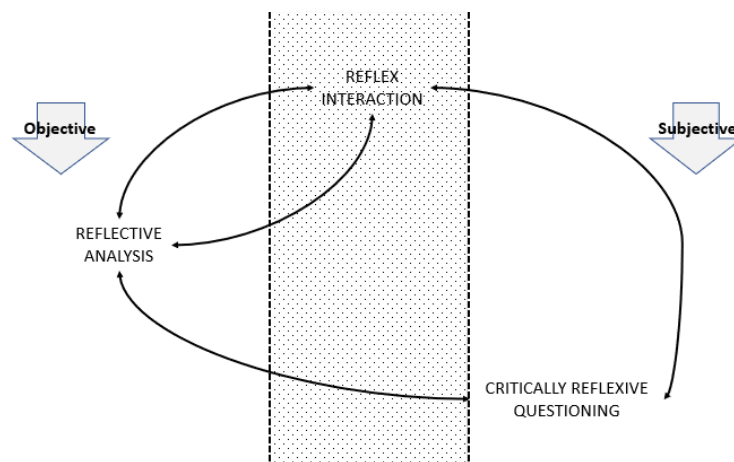 REFLEX
INTERACTION
Objective
Subjective
REFLECTIVE
ANALYSIS
CRITICALLY REFLEXIVE
QUESTIONING